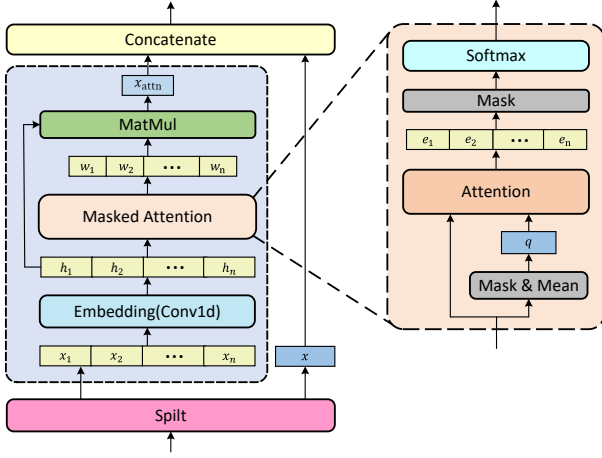 Concatenate
x_attn
MatMul
w_1 w_2 ••• w_n
Masked Attention
h_1 h_2 ••• h_n
Embedding(Conv1d)
x_1 x_2 ••• x_n
x
Spilt
Softmax
Mask
e_1 e_2 ••• e_n
Attention
q
Mask & Mean